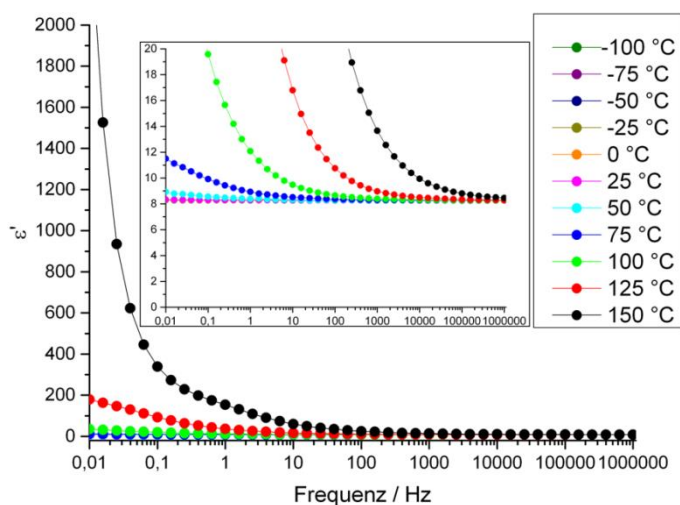 2000
1800
1600
1400
1200
1000
800
600
400
200
0
ε'
0,01 0,1 1 10 100 1000 10000 100000 1000000
Frequenz / Hz
20
18
16
14
12
10
8
6
4
2
0
0,01 0,1 1 10 100 1000 10000 100000 1000000
-100 °C
-75 °C
-50 °C
-25 °C
0 °C
25 °C
50 °C
75 °C
100 °C
125 °C
150 °C